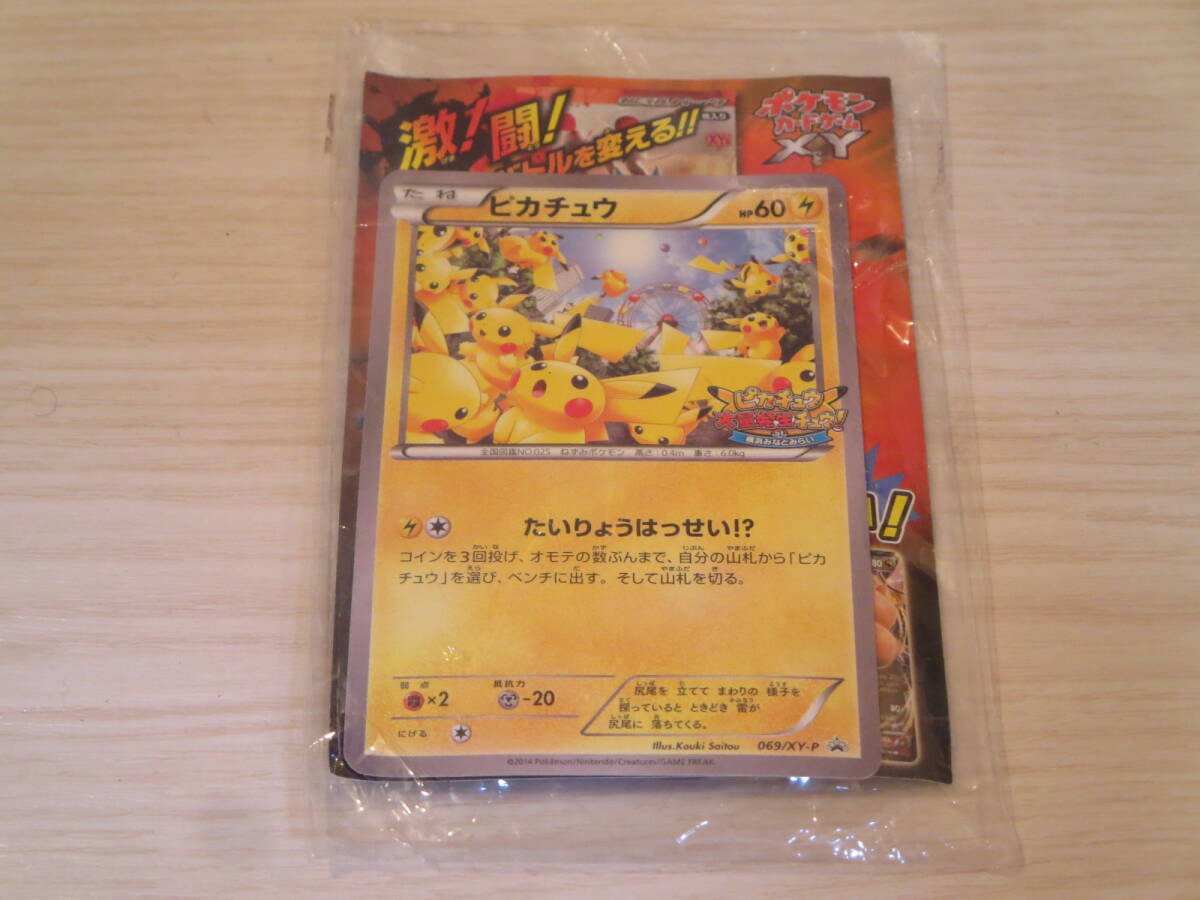 激!闘!
バトルを変える!!
ポケモン
カードゲーム
XY
たね
ピカチュウ
HP60
ピカチュウ
大量発生チュウ!
横浜みなとみらい
全国図鑑NO.025 ねずみポケモン 高さ:0.4m 重さ:6.0kg
たいりょうはっせい!?
コインを3回投げ、オモテの数ぶんまで、自分の山札から「ピカ
チュウ」を選び、ベンチに出す。そして山札を切る。
弱点
×2
抵抗力
-20
にげる
尻尾を 立てて まわりの 様子を
探っていると ときどき 雷が
尻尾に 落ちてくる。
Illus.Kouki Saitou
069/XY-P
©2014 Pokémon/Nintendo/Creatures/GAME FREAK.